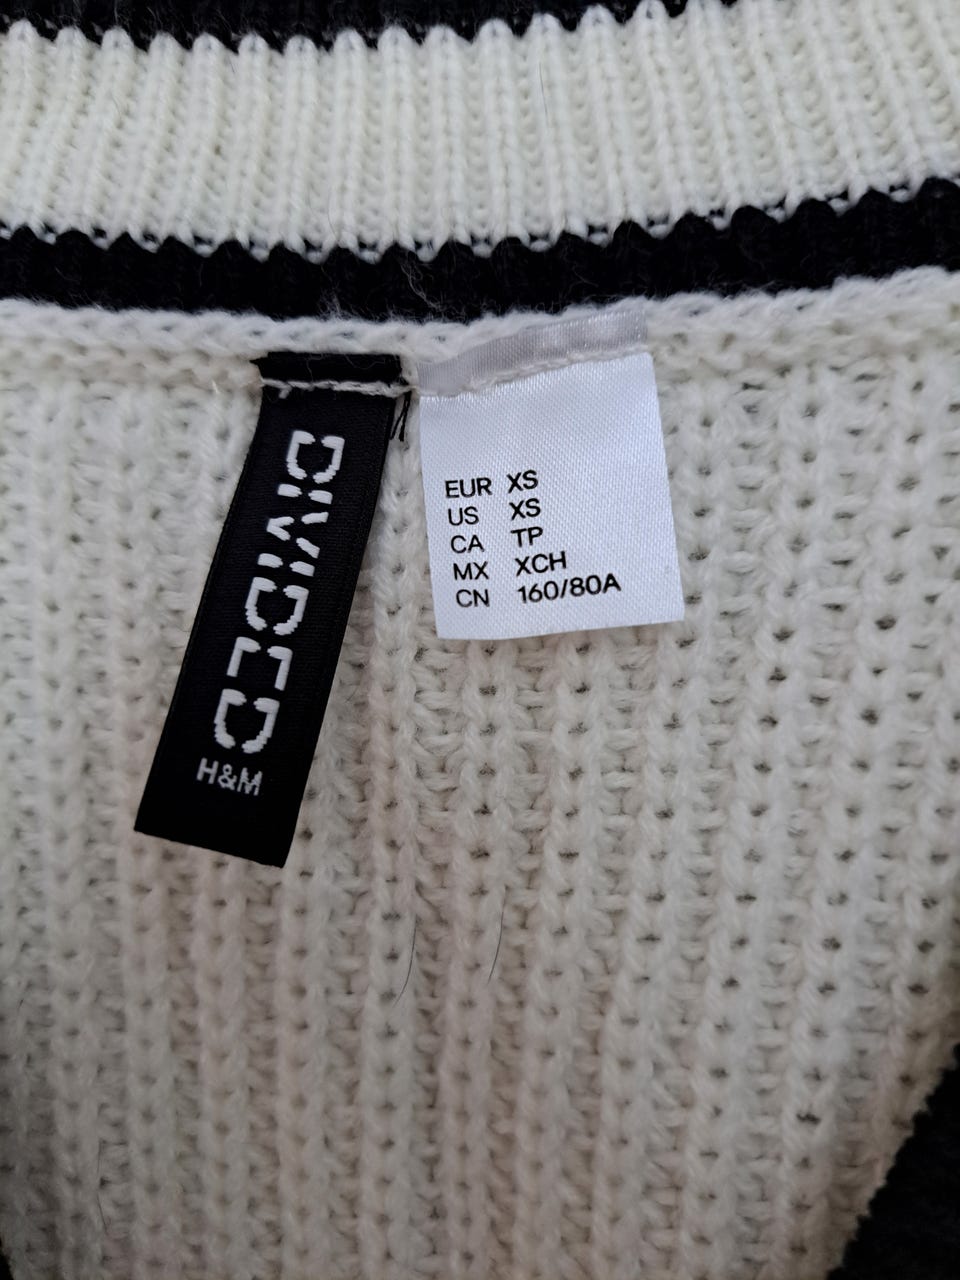 DIVIDED
H&M
EUR XS
US XS
CA TP
MX XCH
CN 160/80A